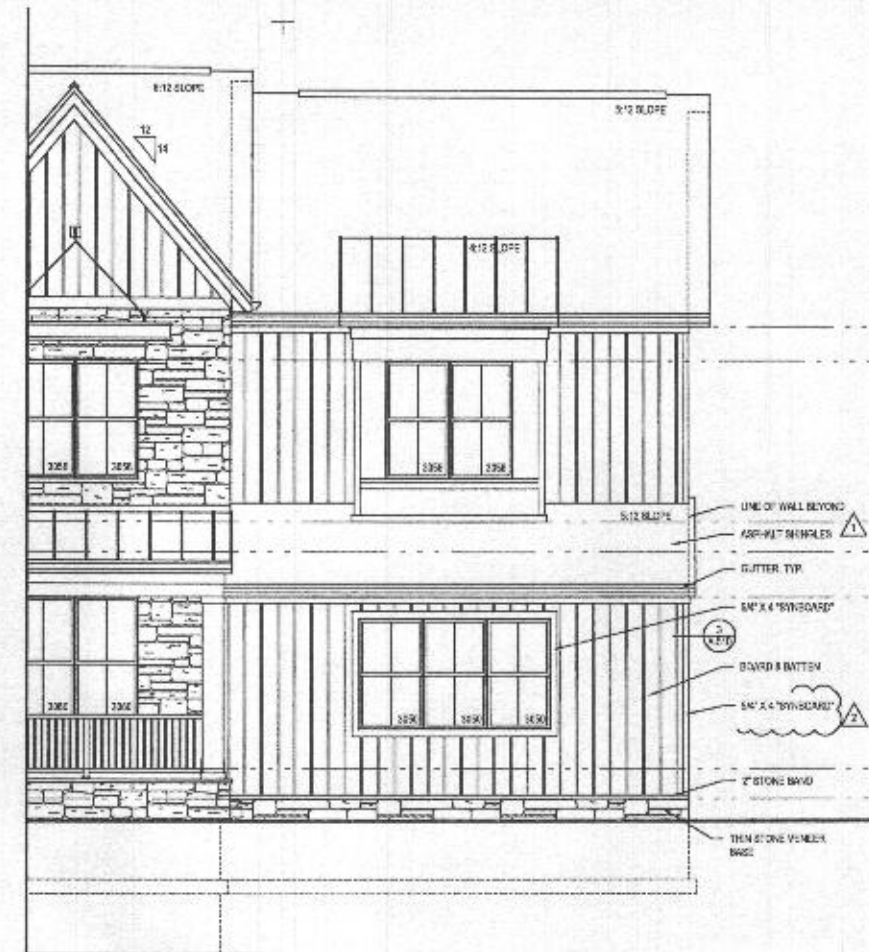 6:12 SLOPE
5:12 SLOPE
12
14
4:12 SLOPE
3056
3056
3056
3056
5:12 SLOPE
LINE OF WALL BEYOND
ASPHALT SHINGLES
1
GUTTER, TYP.
5/4" X 4 "SYNBOARD"
3
BOARD & BATTEN
5/4" X 4 "SYNBOARD"
2
3060
3060
3050
3050
3050
2" STONE BAND
THIN STONE VENEER
BASE